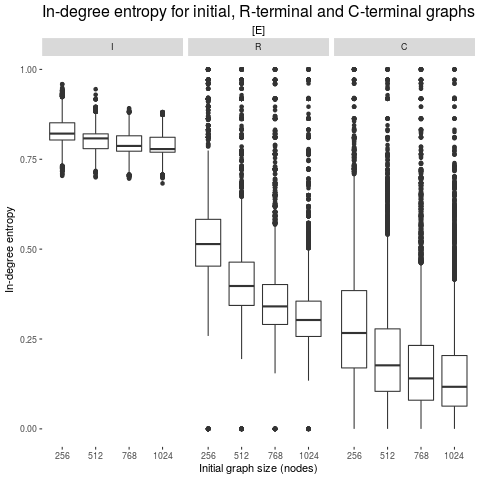 In-degree entropy for initial, R-terminal and C-terminal graphs
[E]
I R C
1.00
0.75
0.50
0.25
0.00
In-degree entropy
256 512 768 1024 256 512 768 1024 256 512 768 1024
Initial graph size (nodes)